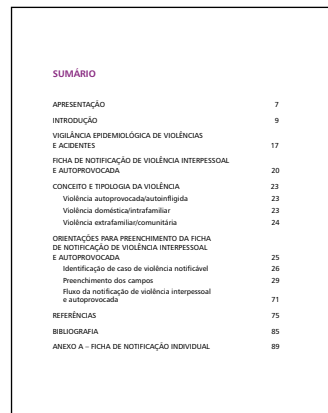 SUMÁRIO
APRESENTAÇÃO 7
INTRODUÇÃO 9
VIGILÂNCIA EPIDEMIOLÓGICA DE VIOLÊNCIAS
E ACIDENTES 17
FICHA DE NOTIFICAÇÃO DE VIOLÊNCIA INTERPESSOAL
E AUTOPROVOCADA 20
CONCEITO E TIPOLOGIA DA VIOLÊNCIA 23
Violência autoprovocada/autoinfligida 23
Violência doméstica/intrafamiliar 23
Violência extrafamiliar/comunitária 24
ORIENTAÇÕES PARA PREENCHIMENTO DA FICHA
DE NOTIFICAÇÃO DE VIOLÊNCIA INTERPESSOAL
E AUTOPROVOCADA 25
Identificação de caso de violência notificável 26
Preenchimento dos campos 29
Fluxo da notificação de violência interpessoal
e autoprovocada 71
REFERÊNCIAS 75
BIBLIOGRAFIA 85
ANEXO A – FICHA DE NOTIFICAÇÃO INDIVIDUAL 89